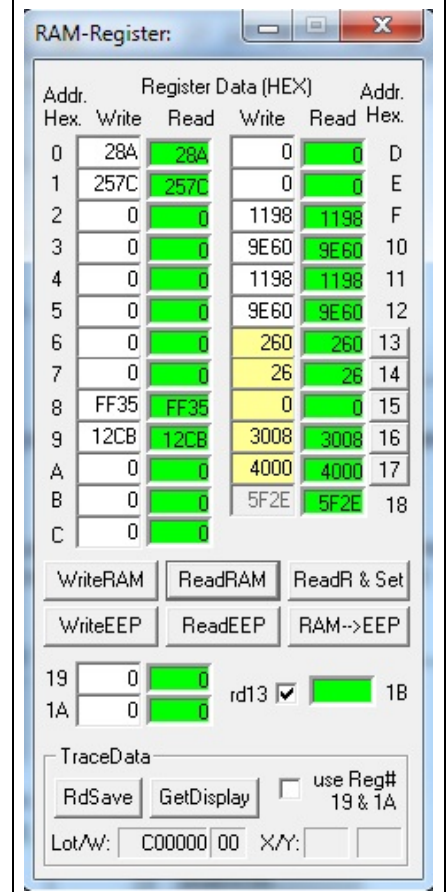 RAM-Register:
Register Data (HEX)
Addr. Hex. Write Read Write Read Addr. Hex.
0 28A 28A 0 0 D
1 257C 257C 0 0 E
2 0 0 1198 1198 F
3 0 0 9E60 9E60 10
4 0 0 1198 1198 11
5 0 0 9E60 9E60 12
6 0 0 260 260 13
7 0 0 26 26 14
8 FF35 FF35 0 0 15
9 12CB 12CB 3008 3008 16
A 0 0 4000 4000 17
B 0 0 5F2E 5F2E 18
C 0 0
WriteRAM ReadRAM ReadR & Set
WriteEEP ReadEEP RAM-->EEP
19 0 0 rd13 1B
1A 0 0
TraceData
RdSave GetDisplay use Reg# 19 & 1A
Lot/W: C00000 00 X/Y: